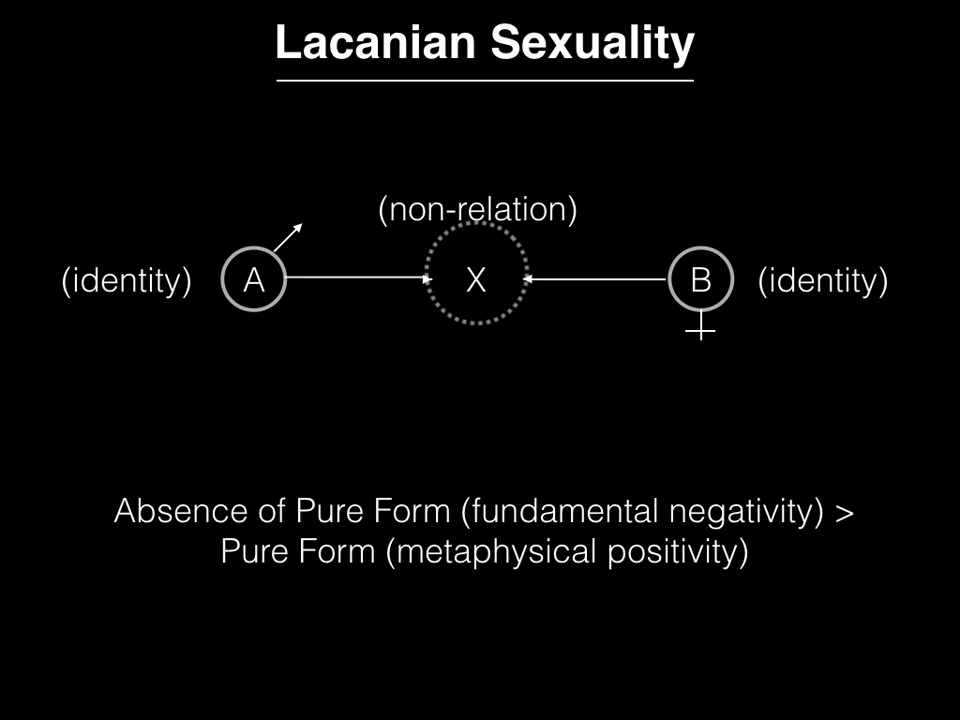 Lacanian Sexuality
(non-relation)
(identity) A X B (identity)
Absence of Pure Form (fundamental negativity) >
Pure Form (metaphysical positivity)